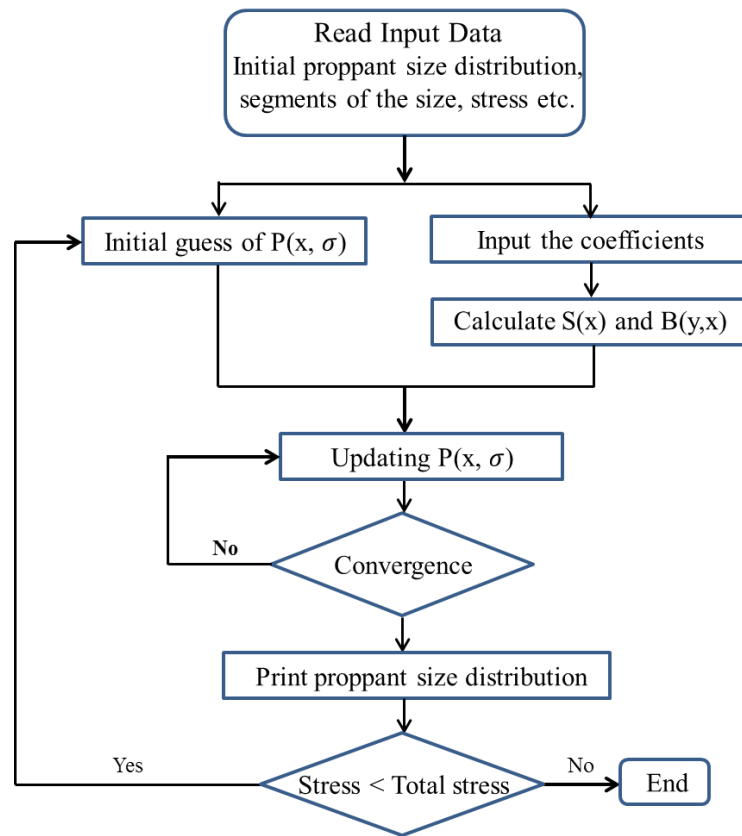 Read Input Data
Initial proppant size distribution,
segments of the size, stress etc.
Initial guess of P(x, σ)
Input the coefficients
Calculate S(x) and B(y,x)
Updating P(x, σ)
No
Convergence
Print proppant size distribution
Yes
Stress < Total stress
No
End